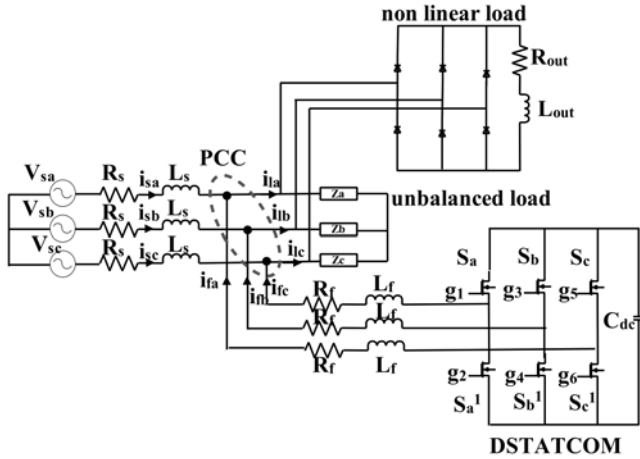 non linear load
Rout
Lout
PCC
Vsa Rs isa Ls ila Za
unbalanced load
Vsb Rs isb Ls ilb Zb
Vsc Rs isc Ls ilc Zc
ifa ifb ifc
Rf Lf
Rf Lf
Rf Lf
Sa Sb Sc
g1 g3 g5
Cdc
g2 g4 g6
Sa1 Sb1 Sc1
DSTATCOM